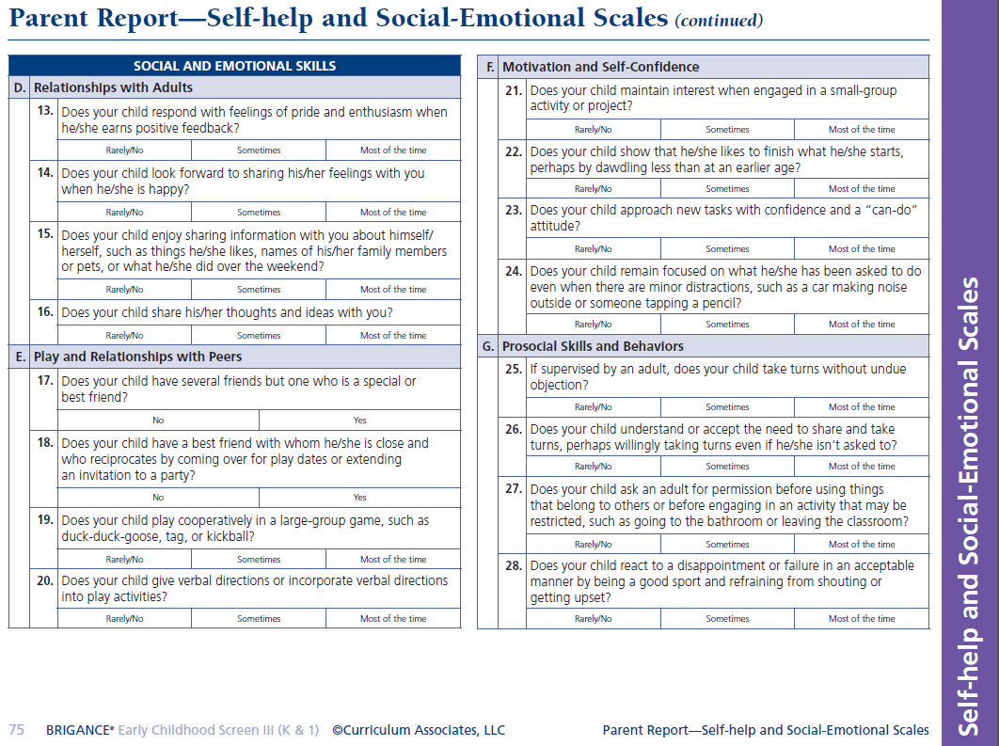 Parent Report—Self-help and Social-Emotional Scales (continued)
SOCIAL AND EMOTIONAL SKILLS
D. Relationships with Adults
13. Does your child respond with feelings of pride and enthusiasm when
he/she earns positive feedback?
Rarely/No Sometimes Most of the time
14. Does your child look forward to sharing his/her feelings with you
when he/she is happy?
Rarely/No Sometimes Most of the time
15. Does your child enjoy sharing information with you about himself/
herself, such as things he/she likes, names of his/her family members
or pets, or what he/she did over the weekend?
Rarely/No Sometimes Most of the time
16. Does your child share his/her thoughts and ideas with you?
Rarely/No Sometimes Most of the time
E. Play and Relationships with Peers
17. Does your child have several friends but one who is a special or
best friend?
No Yes
18. Does your child have a best friend with whom he/she is close and
who reciprocates by coming over for play dates or extending
an invitation to a party?
No Yes
19. Does your child play cooperatively in a large-group game, such as
duck-duck-goose, tag, or kickball?
Rarely/No Sometimes Most of the time
20. Does your child give verbal directions or incorporate verbal directions
into play activities?
Rarely/No Sometimes Most of the time
F. Motivation and Self-Confidence
21. Does your child maintain interest when engaged in a small-group
activity or project?
Rarely/No Sometimes Most of the time
22. Does your child show that he/she likes to finish what he/she starts,
perhaps by dawdling less than at an earlier age?
Rarely/No Sometimes Most of the time
23. Does your child approach new tasks with confidence and a “can-do”
attitude?
Rarely/No Sometimes Most of the time
24. Does your child remain focused on what he/she has been asked to do
even when there are minor distractions, such as a car making noise
outside or someone tapping a pencil?
Rarely/No Sometimes Most of the time
G. Prosocial Skills and Behaviors
25. If supervised by an adult, does your child take turns without undue
objection?
Rarely/No Sometimes Most of the time
26. Does your child understand or accept the need to share and take
turns, perhaps willingly taking turns even if he/she isn’t asked to?
Rarely/No Sometimes Most of the time
27. Does your child ask an adult for permission before using things
that belong to others or before engaging in an activity that may be
restricted, such as going to the bathroom or leaving the classroom?
Rarely/No Sometimes Most of the time
28. Does your child react to a disappointment or failure in an acceptable
manner by being a good sport and refraining from shouting or
getting upset?
Rarely/No Sometimes Most of the time
Self-help and Social-Emotional Scales
75 BRIGANCE® Early Childhood Screen III (K & 1) ©Curriculum Associates, LLC
Parent Report—Self-help and Social-Emotional Scales